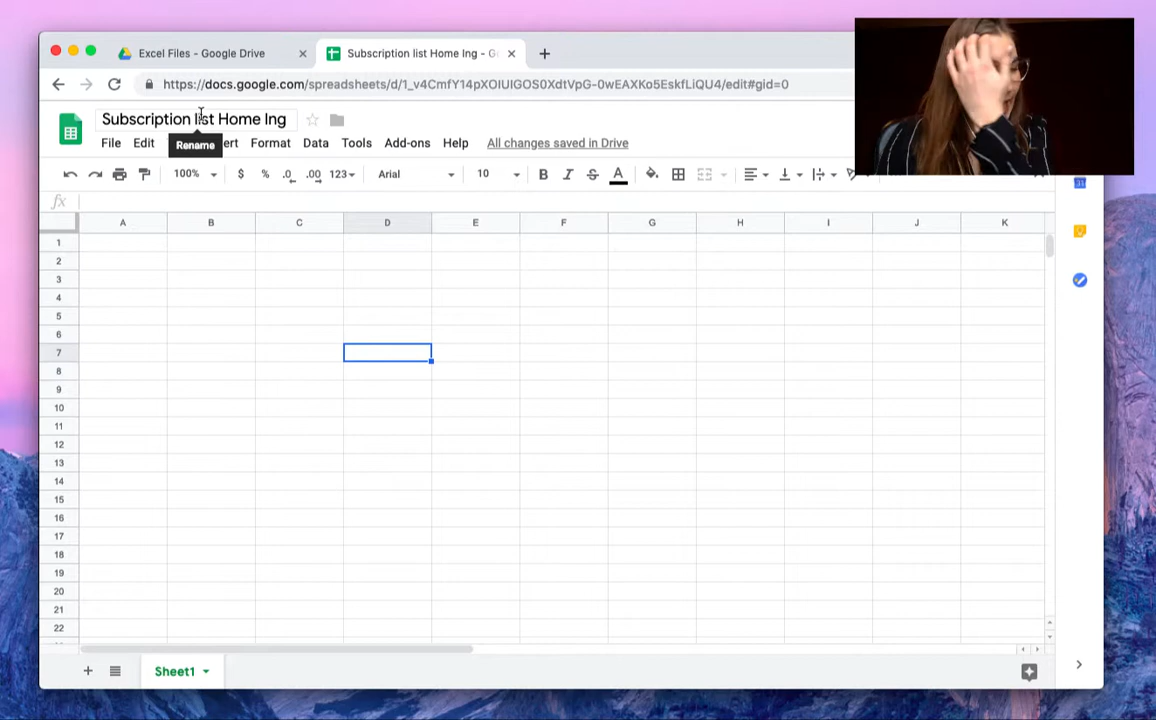 Excel Files - Google Drive
Subscription list Home Ing - G
https://docs.google.com/spreadsheets/d/1_v4CmfY14pXOIUIGOS0XdtVpG-0wEAXKo5EskfLiQU4/edit#gid=0
Subscription list Home Ing
Rename
File Edit ert Format Data Tools Add-ons Help All changes saved in Drive
100% $ % .0 .00 123 Arial 10 B I S A
fx
A B C D E F G H I J K
1
2
3
4
5
6
7
8
9
10
11
12
13
14
15
16
17
18
19
20
21
22
+ Sheet1